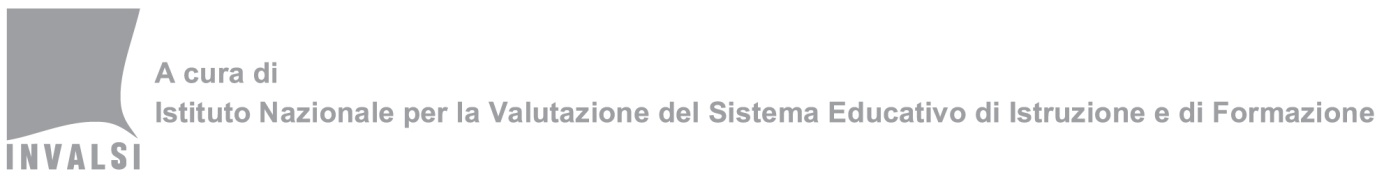 A cura di
Istituto Nazionale per la Valutazione del Sistema Educativo di Istruzione e di Formazione
INVALSI